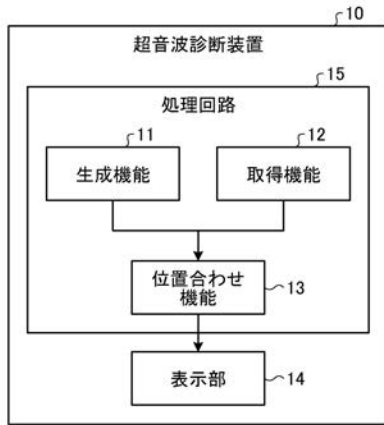 10
超音波診断装置
15
処理回路
11
12
生成機能
取得機能
位置合わせ
機能
13
表示部
14